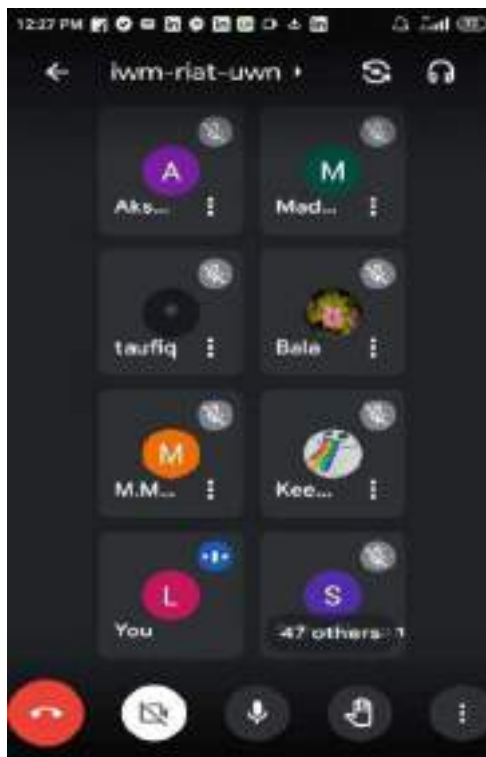 12:27 PM
iwm-riat-uwn
A
M
Aks...
Mad...
taufiq
Bala
M
M.M...
Kee...
L
S
You
47 others